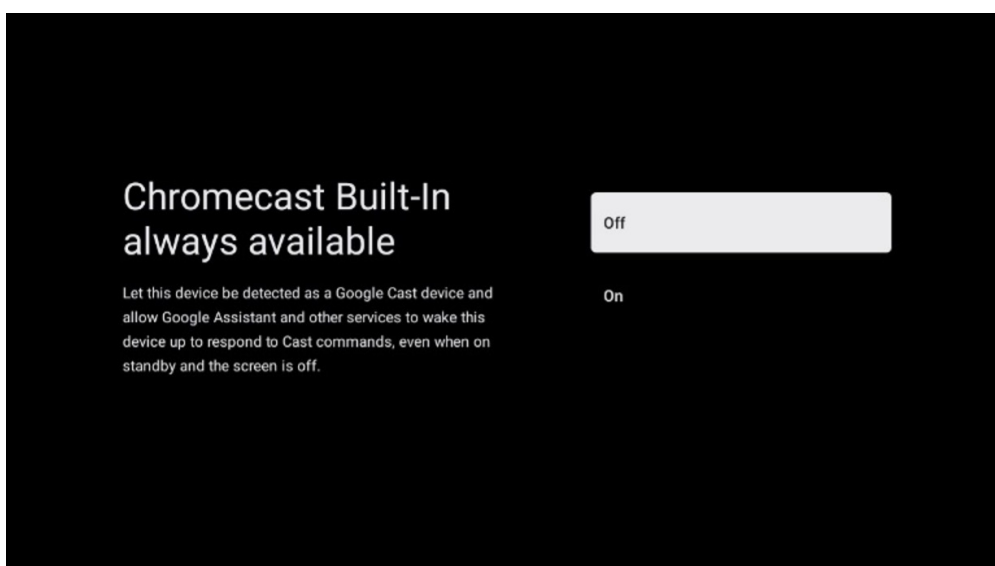 Chromecast Built-In
always available
Let this device be detected as a Google Cast device and
allow Google Assistant and other services to wake this
device up to respond to Cast commands, even when on
standby and the screen is off.
Off
On